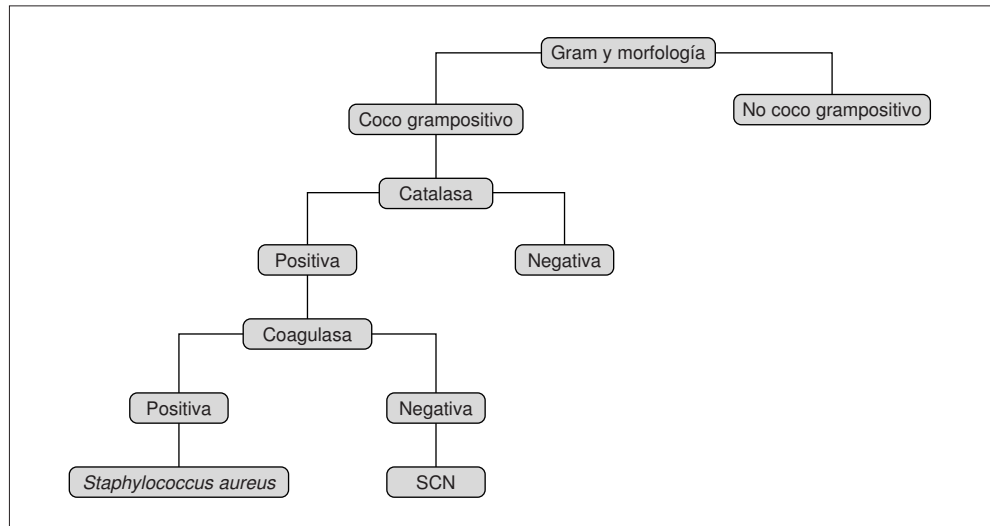 Gram y morfología
No coco grampositivo
Coco grampositivo
Catalasa
Positiva
Negativa
Coagulasa
Positiva
Negativa
Staphylococcus aureus
SCN